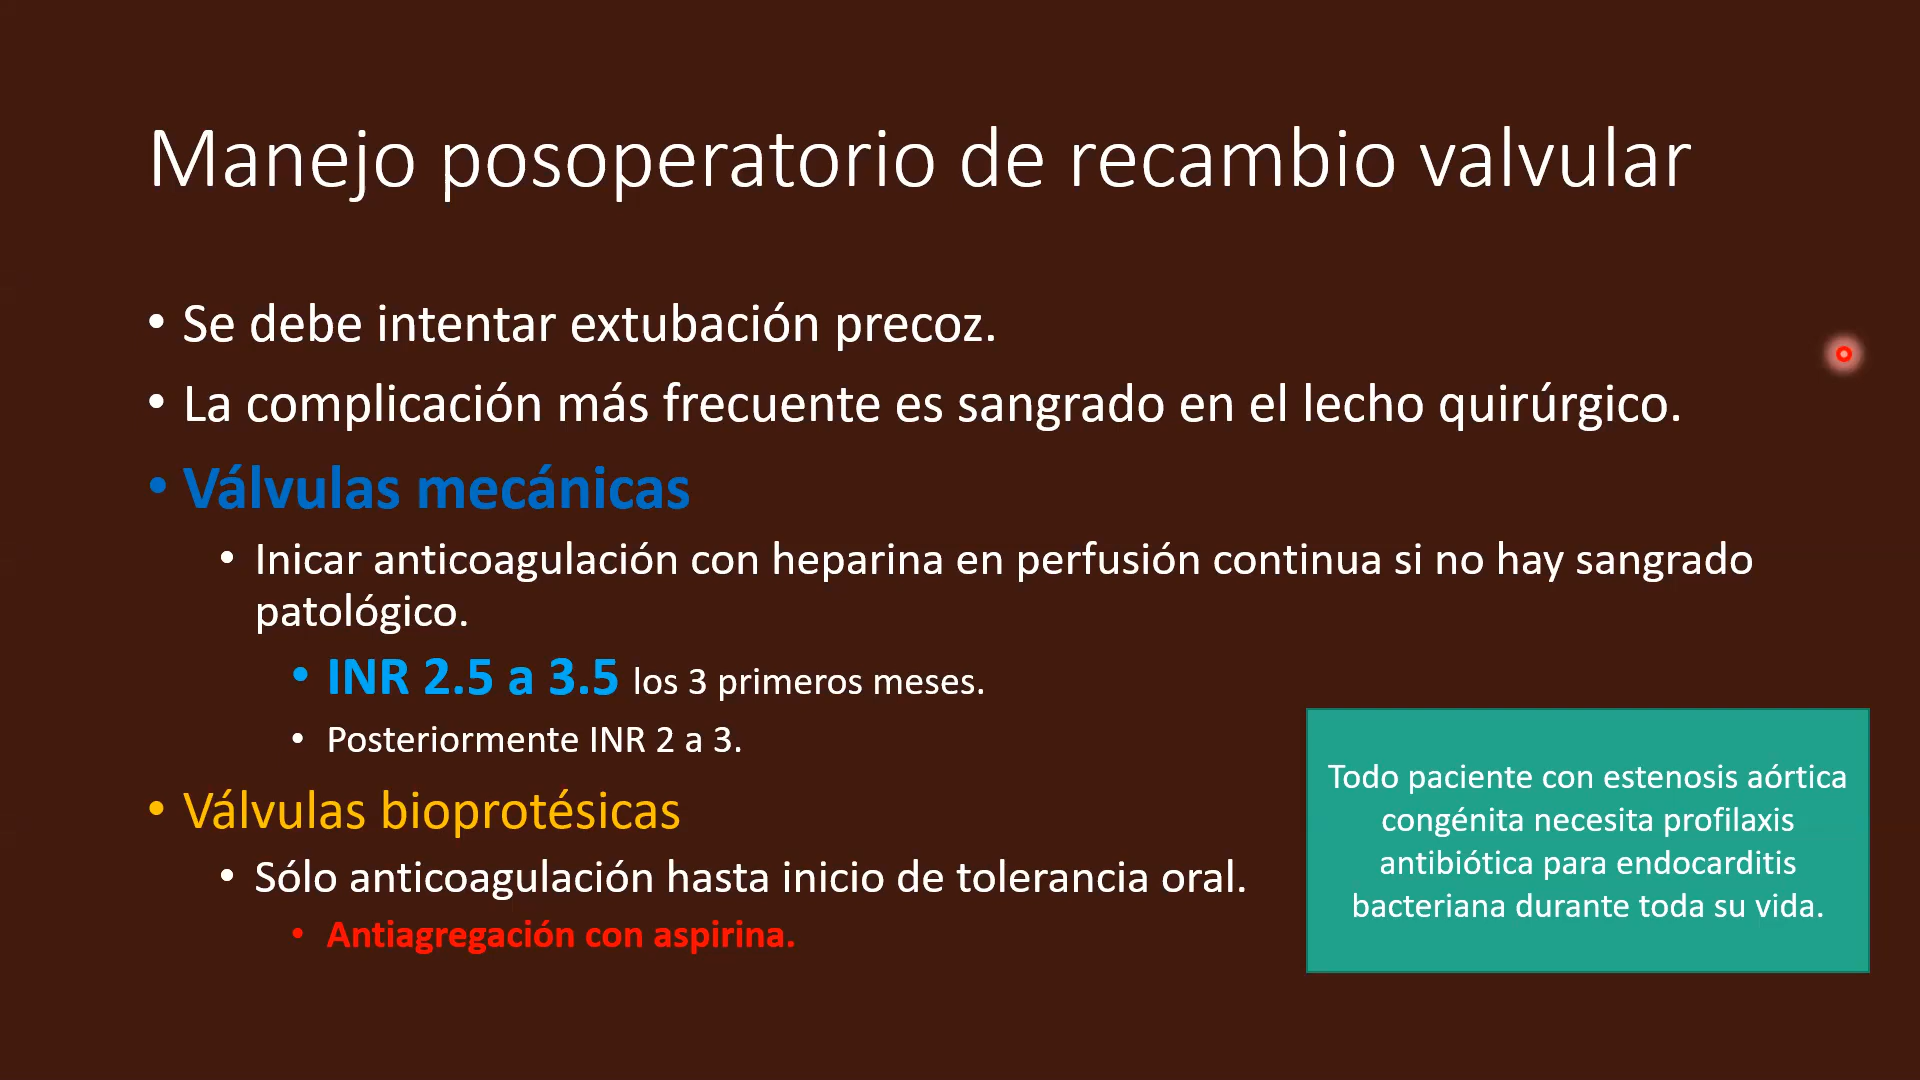 Manejo posoperatorio de recambio valvular
• Se debe intentar extubación precoz.
• La complicación más frecuente es sangrado en el lecho quirúrgico.
• Válvulas mecánicas
• Inicar anticoagulación con heparina en perfusión continua si no hay sangrado
patológico.
• INR 2.5 a 3.5 los 3 primeros meses.
• Posteriormente INR 2 a 3.
• Válvulas bioprotésicas
• Sólo anticoagulación hasta inicio de tolerancia oral.
• Antiagregación con aspirina.
Todo paciente con estenosis aórtica
congénita necesita profilaxis
antibiótica para endocarditis
bacteriana durante toda su vida.